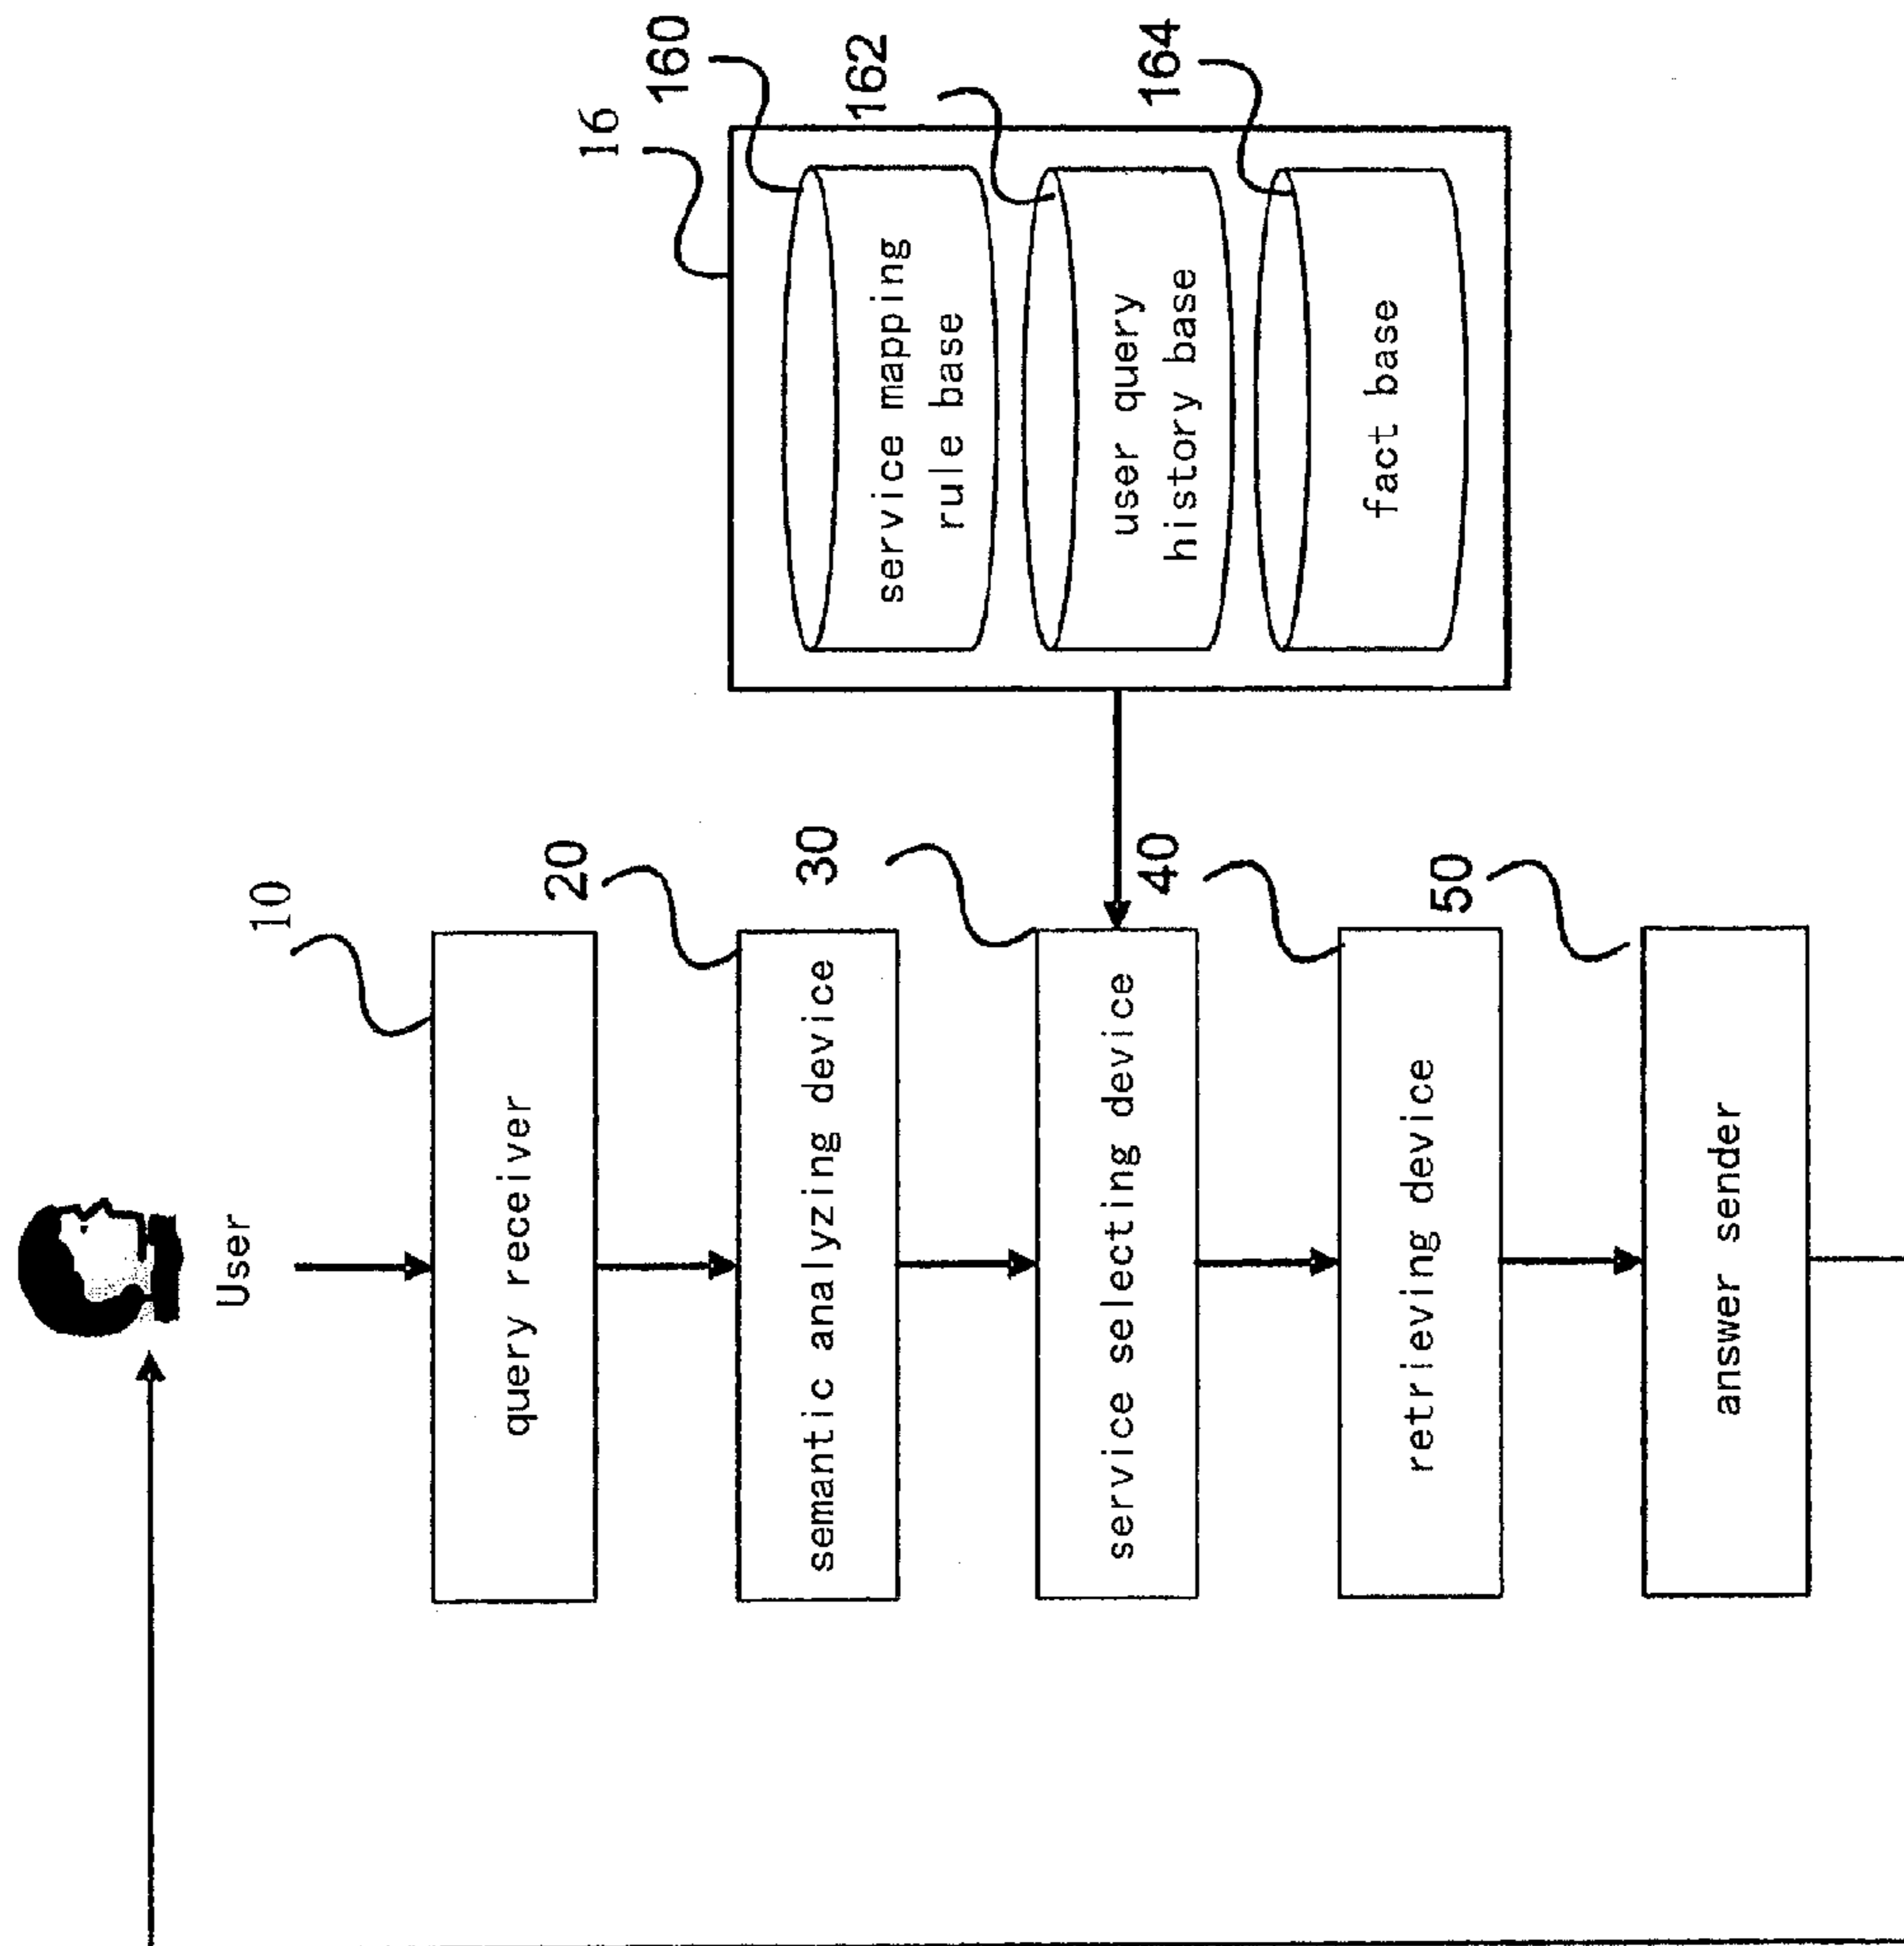 User
10
query receiver
20
semantic analyzing device
30
service selecting device
40
retrieving device
50
answer sender
16
160
service mapping
rule base
162
user query
history base
164
fact base